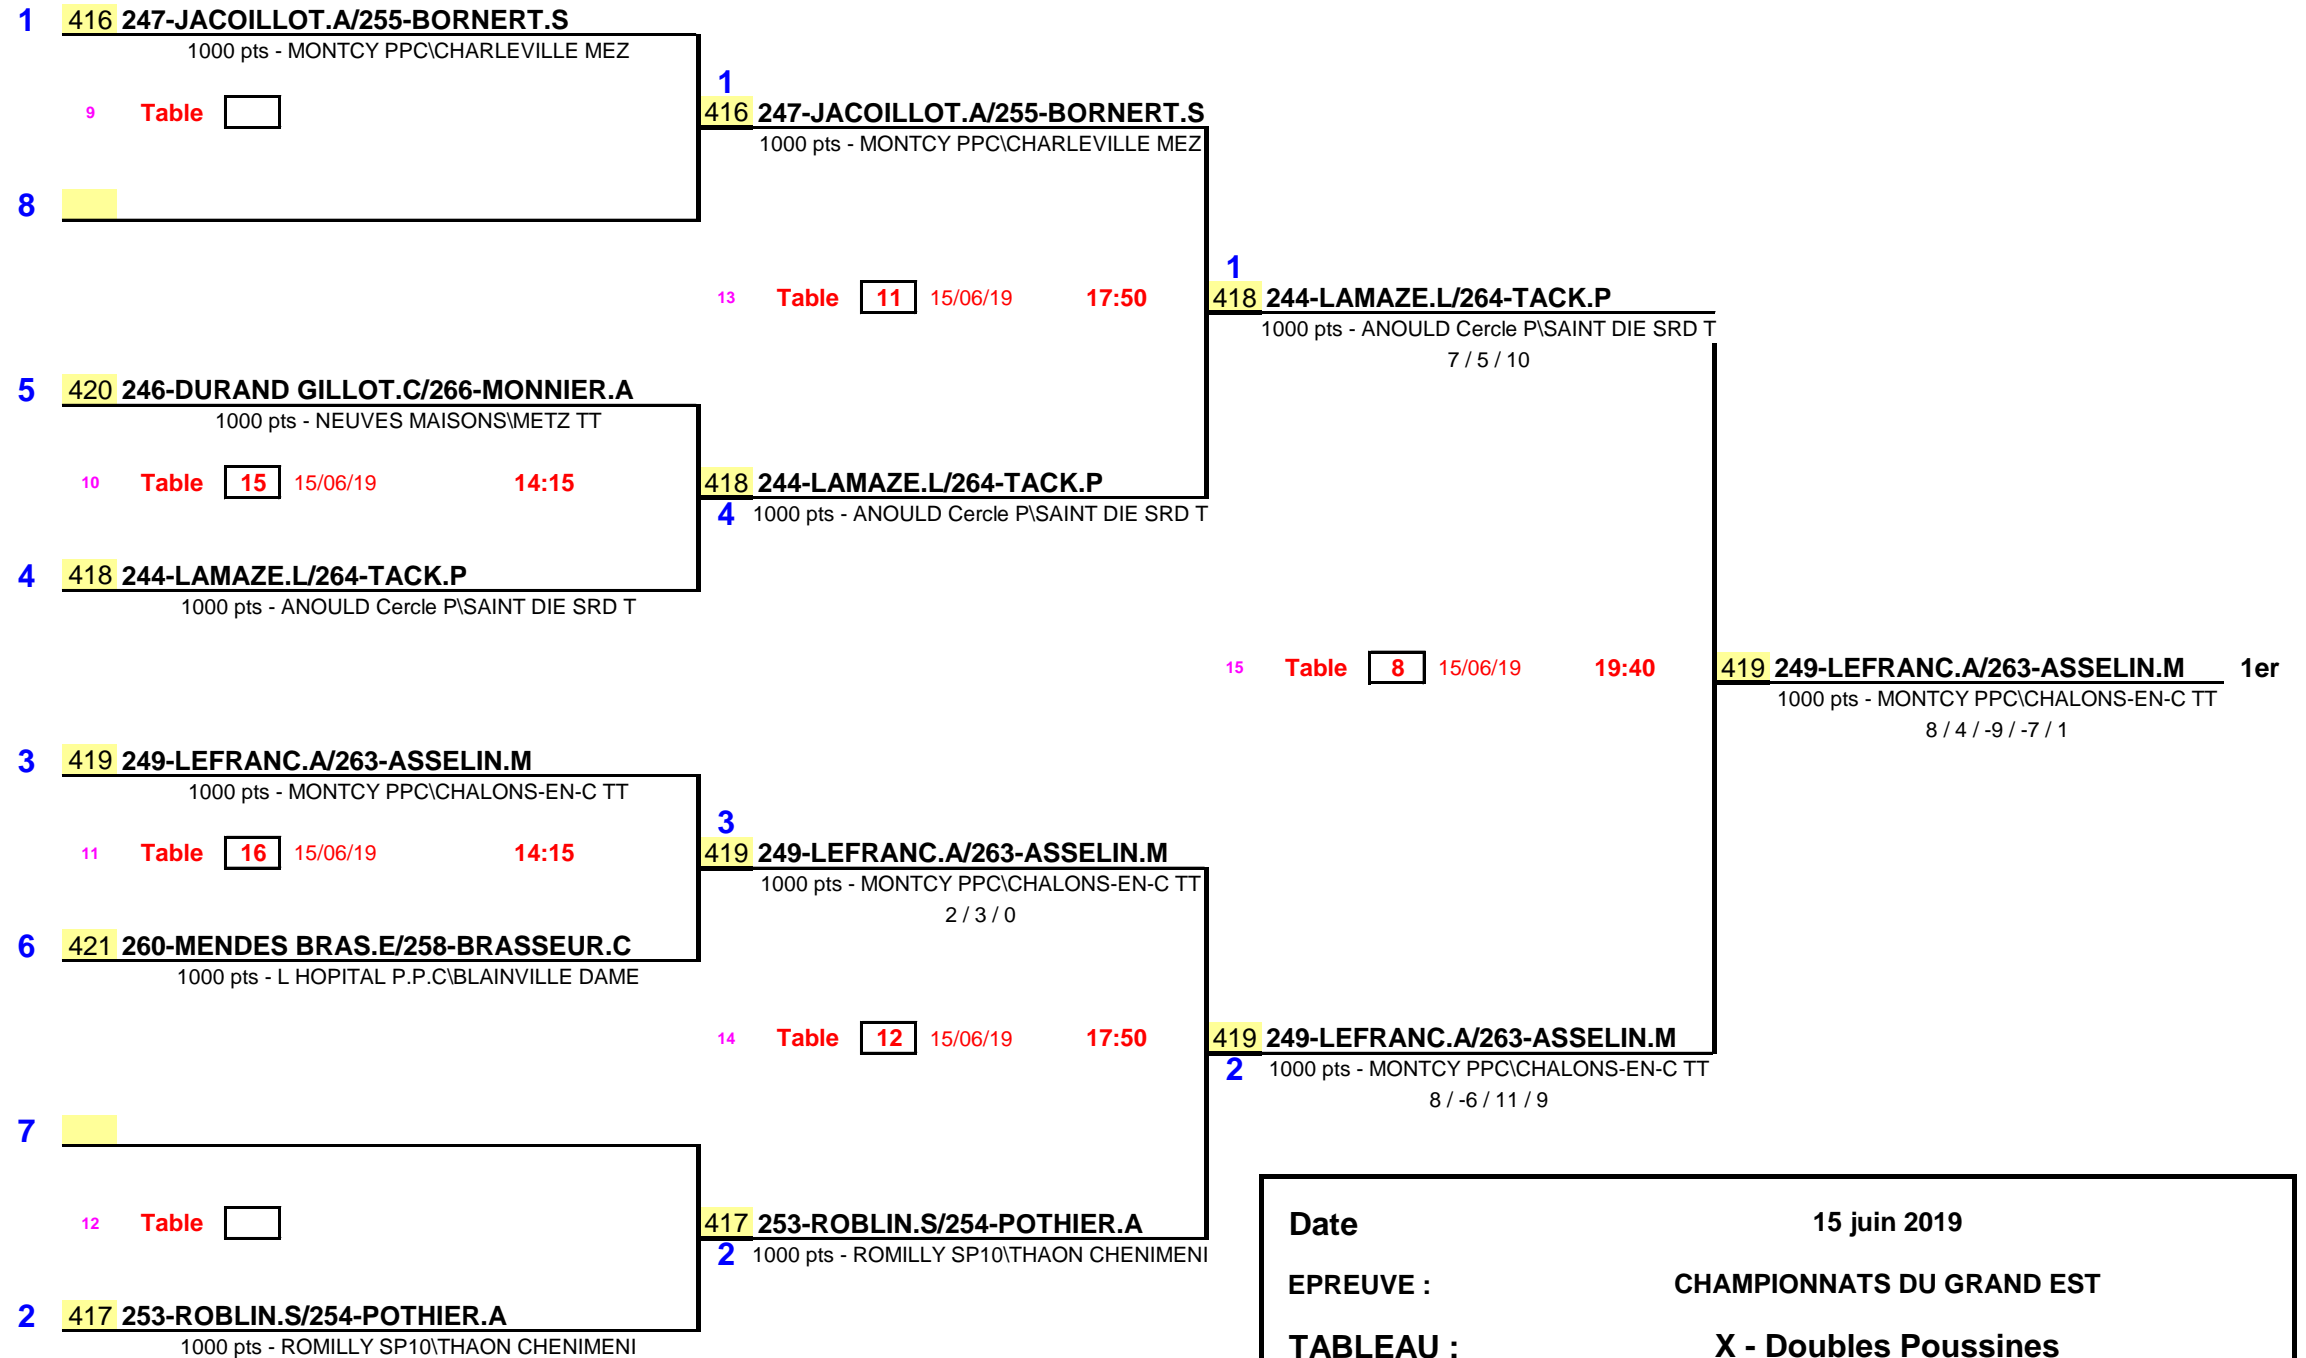 1 416 247-JACOILLOT.A/255-BORNERT.S
1000 pts - MONTCY PPC\CHARLEVILLE MEZ
1
9 Table
416 247-JACOILLOT.A/255-BORNERT.S
1000 pts - MONTCY PPC\CHARLEVILLE MEZ
8
1
13 Table 11 15/06/19 17:50
418 244-LAMAZE.L/264-TACK.P
1000 pts - ANOULD Cercle P\SAINT DIE SRD T
7 / 5 / 10
5 420 246-DURAND GILLOT.C/266-MONNIER.A
1000 pts - NEUVES MAISONS\METZ TT
10 Table 15 15/06/19 14:15
418 244-LAMAZE.L/264-TACK.P
4 1000 pts - ANOULD Cercle P\SAINT DIE SRD T
4 418 244-LAMAZE.L/264-TACK.P
1000 pts - ANOULD Cercle P\SAINT DIE SRD T
15 Table 8 15/06/19 19:40
419 249-LEFRANC.A/263-ASSELIN.M 1er
1000 pts - MONTCY PPC\CHALONS-EN-C TT
8 / 4 / -9 / -7 / 1
3 419 249-LEFRANC.A/263-ASSELIN.M
1000 pts - MONTCY PPC\CHALONS-EN-C TT
3
11 Table 16 15/06/19 14:15
419 249-LEFRANC.A/263-ASSELIN.M
1000 pts - MONTCY PPC\CHALONS-EN-C TT
2 / 3 / 0
6 421 260-MENDES BRAS.E/258-BRASSEUR.C
1000 pts - L HOPITAL P.P.C\BLAINVILLE DAME
14 Table 12 15/06/19 17:50
419 249-LEFRANC.A/263-ASSELIN.M
2 1000 pts - MONTCY PPC\CHALONS-EN-C TT
8 / -6 / 11 / 9
7
12 Table
417 253-ROBLIN.S/254-POTHIER.A
2 1000 pts - ROMILLY SP10\THAON CHENIMENI
2 417 253-ROBLIN.S/254-POTHIER.A
1000 pts - ROMILLY SP10\THAON CHENIMENI
Date 15 juin 2019
EPREUVE : CHAMPIONNATS DU GRAND EST
TABLEAU : X - Doubles Poussines